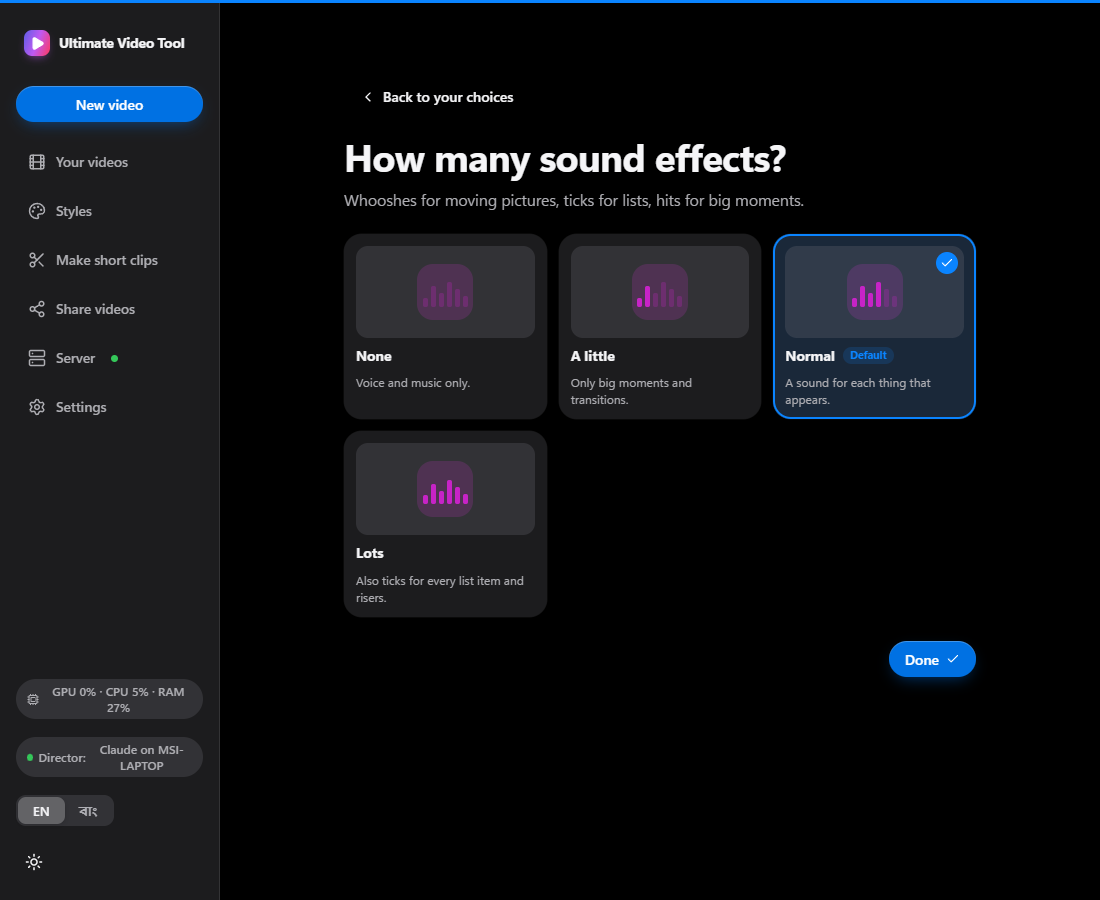 Ultimate Video Tool
New video
Your videos
Styles
Make short clips
Share videos
Server
Settings
GPU 0% · CPU 5% · RAM
27%
Director: Claude on MSI-
LAPTOP
EN বাং
Back to your choices
How many sound effects?
Whooshes for moving pictures, ticks for lists, hits for big moments.
None
Voice and music only.
A little
Only big moments and
transitions.
Normal Default
A sound for each thing that
appears.
Lots
Also ticks for every list item and
risers.
Done